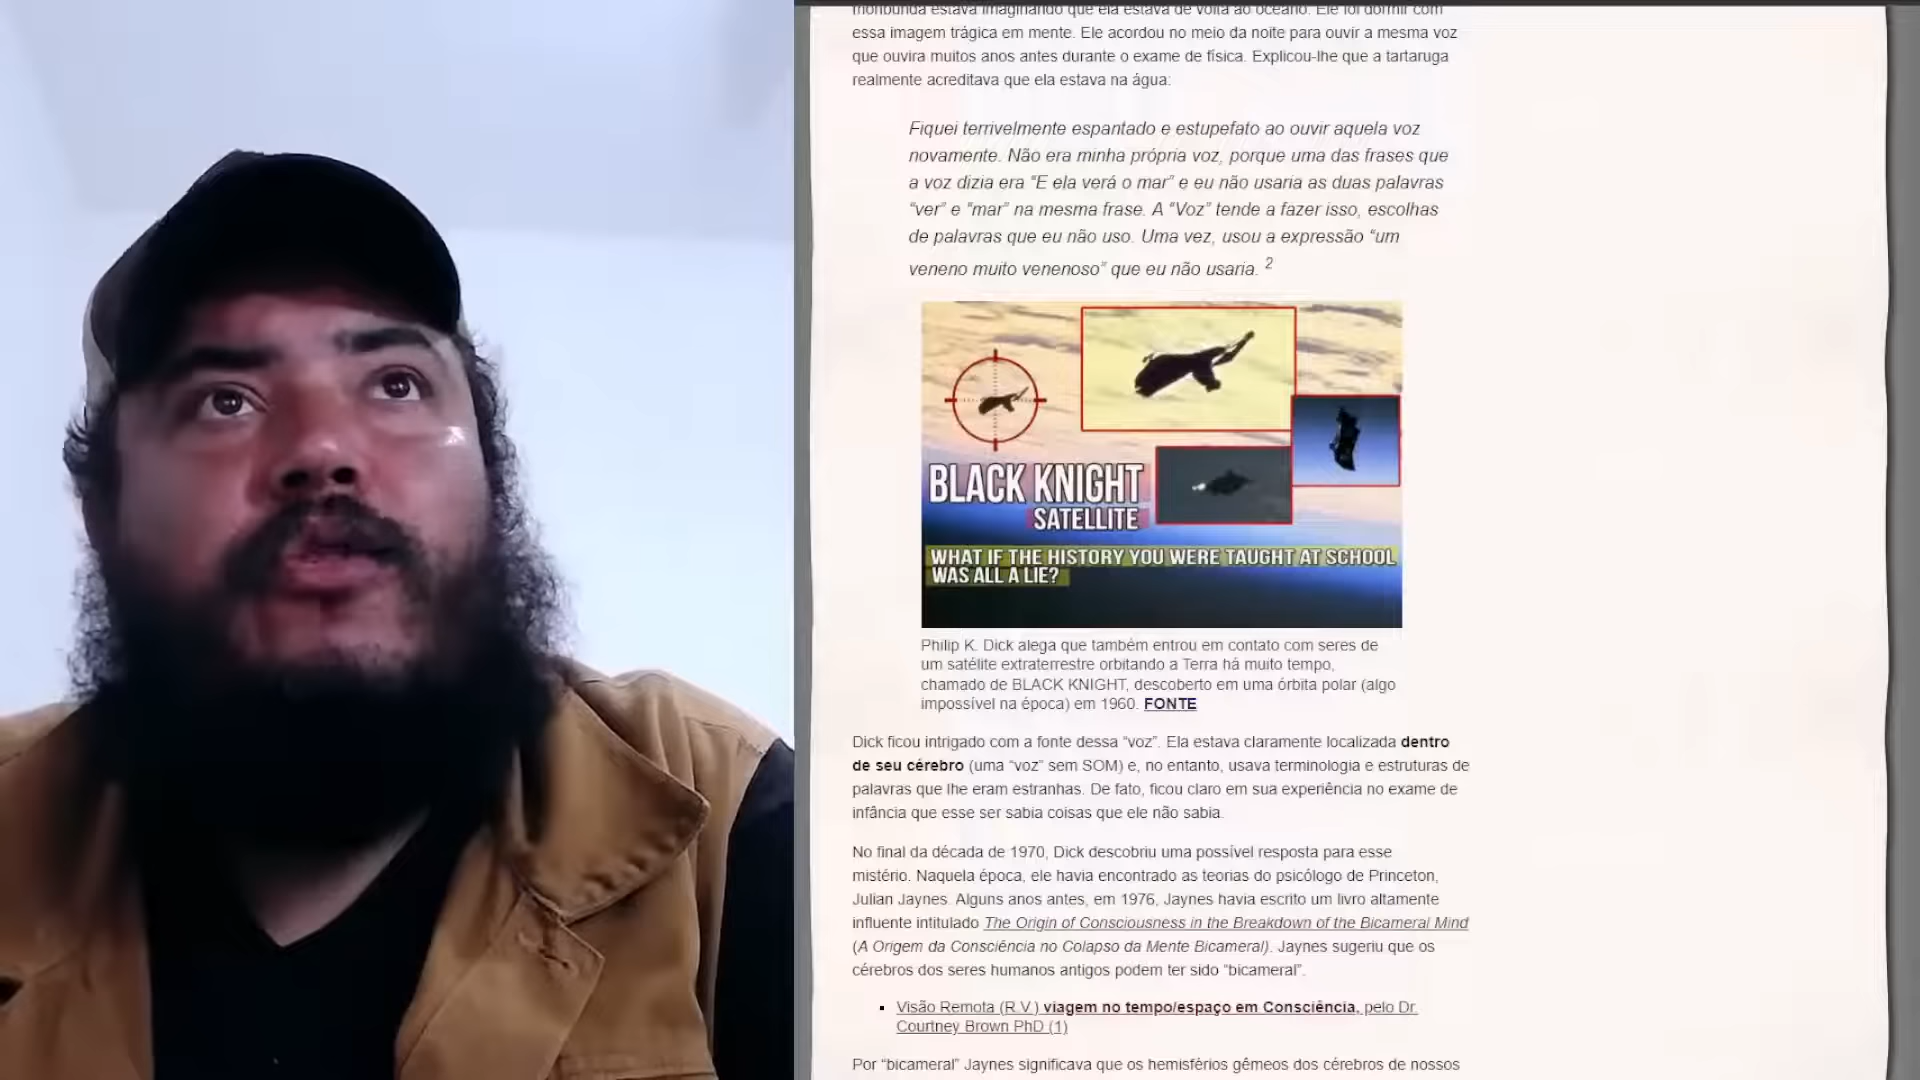 moribunda estava imaginando que ela estava de volta ao oceano. Ele foi dormir com
essa imagem trágica em mente. Ele acordou no meio da noite para ouvir a mesma voz
que ouvira muitos anos antes durante o exame de física. Explicou-lhe que a tartaruga
realmente acreditava que ela estava na água:
Fiquei terrivelmente espantado e estupefato ao ouvir aquela voz
novamente. Não era minha própria voz, porque uma das frases que
a voz dizia era “E ela verá o mar” e eu não usaria as duas palavras
“ver” e “mar” na mesma frase. A “Voz” tende a fazer isso, escolhas
de palavras que eu não uso. Uma vez, usou a expressão “um
veneno muito venenoso” que eu não usaria. 2
BLACK KNIGHT
SATELLITE
WHAT IF THE HISTORY YOU WERE TAUGHT AT SCHOOL
WAS ALL A LIE?
Philip K. Dick alega que também entrou em contato com seres de
um satélite extraterrestre orbitando a Terra há muito tempo,
chamado de BLACK KNIGHT, descoberto em uma órbita polar (algo
impossível na época) em 1960. FONTE
Dick ficou intrigado com a fonte dessa “voz”. Ela estava claramente localizada dentro
de seu cérebro (uma “voz” sem SOM) e, no entanto, usava terminologia e estruturas de
palavras que lhe eram estranhas. De fato, ficou claro em sua experiência no exame de
infância que esse ser sabia coisas que ele não sabia.
No final da década de 1970, Dick descobriu uma possível resposta para esse
mistério. Naquela época, ele havia encontrado as teorias do psicólogo de Princeton,
Julian Jaynes. Alguns anos antes, em 1976, Jaynes havia escrito um livro altamente
influente intitulado The Origin of Consciousness in the Breakdown of the Bicameral Mind
(A Origem da Consciência no Colapso da Mente Bicameral). Jaynes sugeriu que os
cérebros dos seres humanos antigos podem ter sido “bicameral”.
▪ Visão Remota (R.V.) viagem no tempo/espaço em Consciência, pelo Dr.
Courtney Brown PhD (1)
Por “bicameral” Jaynes significava que os hemisférios gêmeos dos cérebros de nossos